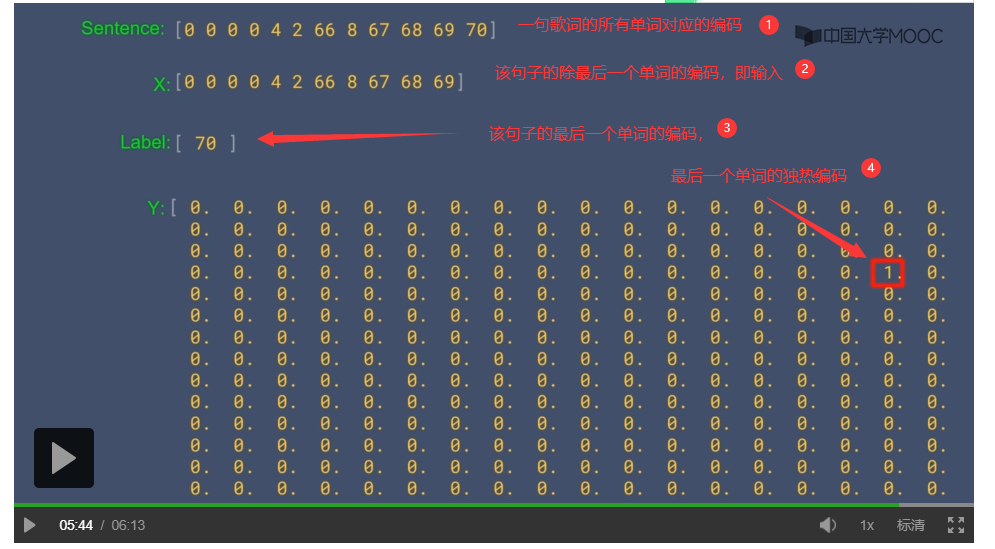 Sentence: [0 0 0 0 4 2 66 8 67 68 69 70] 一句歌词的所有单词对应的编码 1
中国大学MOOC
X: [0 0 0 0 4 2 66 8 67 68 69] 该句子的除最后一个单词的编码，即输入 2
Label: [ 70 ] 该句子的最后一个单词的编码， 3
最后一个单词的独热编码 4
Y: [ 0. 0. 0. 0. 0. 0. 0. 0. 0. 0. 0. 0. 0. 0. 0. 0. 0. 0.
0. 0. 0. 0. 0. 0. 0. 0. 0. 0. 0. 0. 0. 0. 0. 0. 0. 0.
0. 0. 0. 0. 0. 0. 0. 0. 0. 0. 0. 0. 0. 0. 0. 0. 0. 0.
0. 0. 0. 0. 0. 0. 0. 0. 0. 0. 0. 0. 0. 0. 0. 0. 1. 0.
0. 0. 0. 0. 0. 0. 0. 0. 0. 0. 0. 0. 0. 0. 0. 0. 0. 0.
0. 0. 0. 0. 0. 0. 0. 0. 0. 0. 0. 0. 0. 0. 0. 0. 0. 0.
0. 0. 0. 0. 0. 0. 0. 0. 0. 0. 0. 0. 0. 0. 0. 0. 0. 0.
0. 0. 0. 0. 0. 0. 0. 0. 0. 0. 0. 0. 0. 0. 0. 0. 0. 0.
0. 0. 0. 0. 0. 0. 0. 0. 0. 0. 0. 0. 0. 0. 0. 0. 0. 0.
0. 0. 0. 0. 0. 0. 0. 0. 0. 0. 0. 0. 0. 0. 0. 0. 0. 0.
0. 0. 0. 0. 0. 0. 0. 0. 0. 0. 0. 0. 0. 0. 0. 0. 0. 0.
0. 0. 0. 0. 0. 0. 0. 0. 0. 0. 0. 0. 0. 0. 0. 0. 0. 0.
0. 0. 0. 0. 0. 0. 0. 0. 0. 0. 0. 0. 0. 0. 0. 0. 0. 0.
0. 0. 0. 0. 0. 0. 0. 0. 0. 0. 0. 0. 0. 0. 0. 0. 0. 0.
05:44 / 06:13 1x 标清